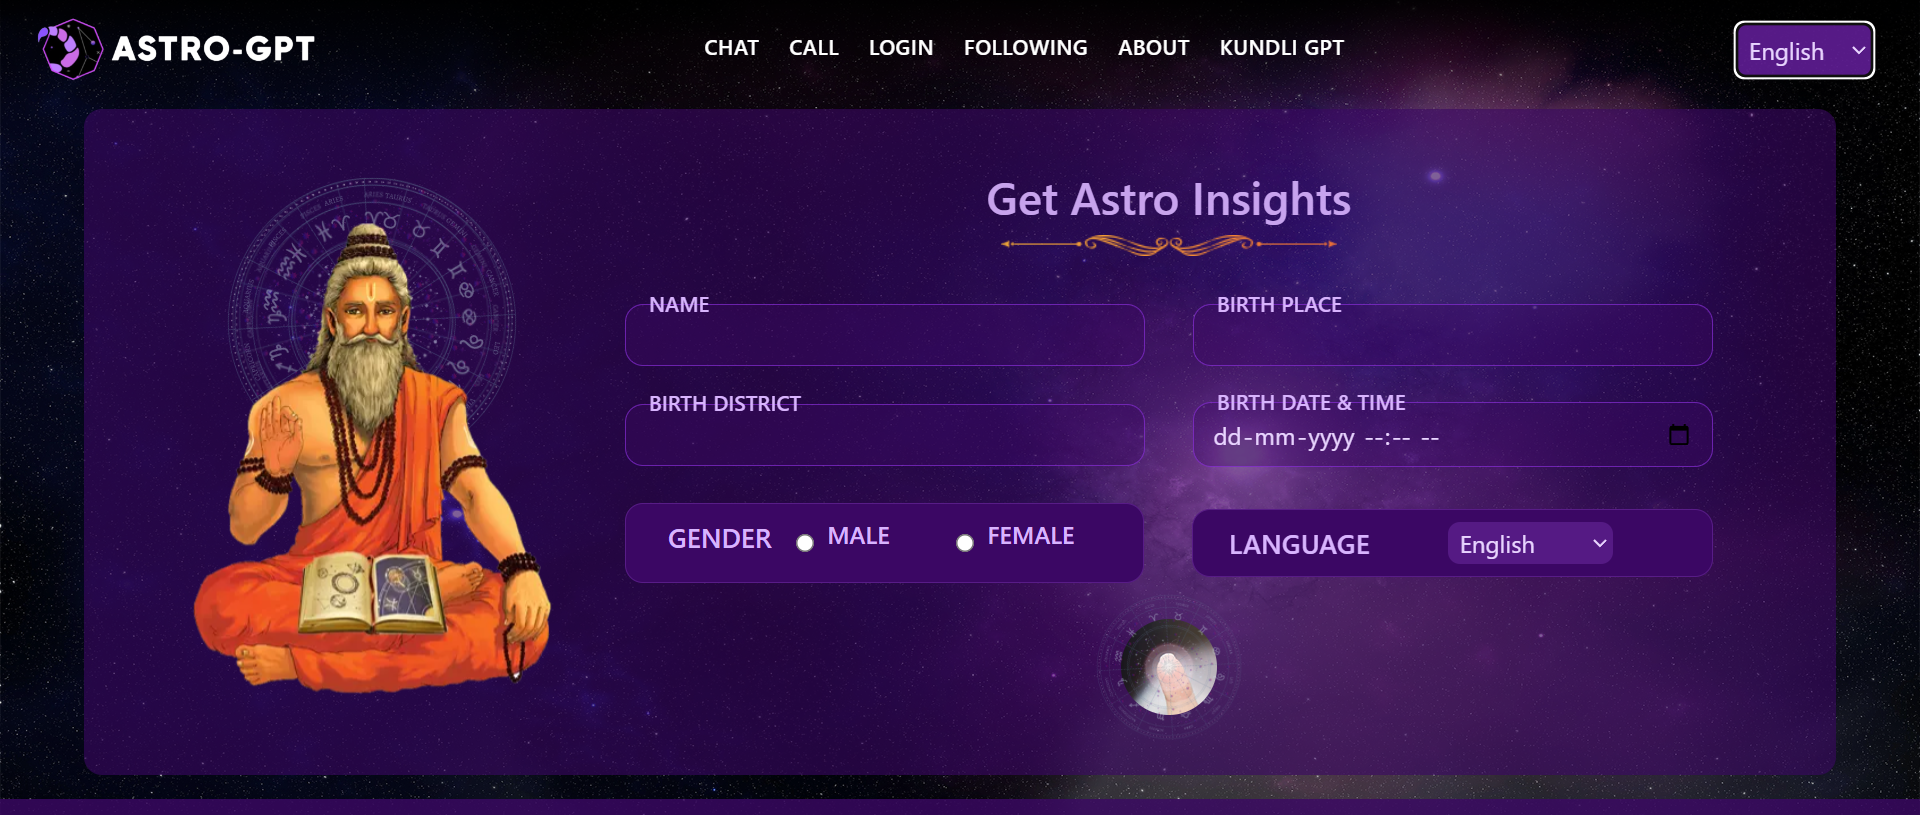 ASTRO-GPT
CHAT CALL LOGIN FOLLOWING ABOUT KUNDLI GPT
English
Get Astro Insights
NAME
BIRTH PLACE
BIRTH DISTRICT
BIRTH DATE & TIME
dd-mm-yyyy --:-- --
GENDER MALE FEMALE
LANGUAGE English